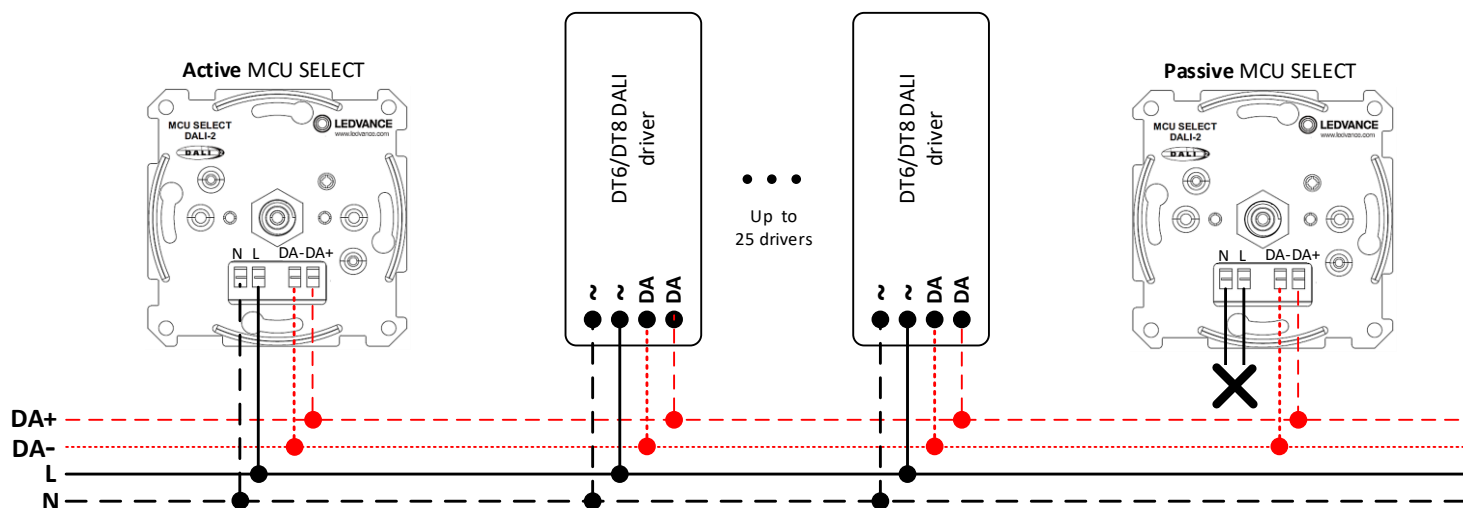 Active MCU SELECT
MCU SELECT
DALI-2
DALI
LEDVANCE
www.ledvance.com
N L DA- DA+
DT6/DT8 DALI
driver
~ ~ DA DA
Up to
25 drivers
DT6/DT8 DALI
driver
~ ~ DA DA
Passive MCU SELECT
MCU SELECT
DALI-2
DALI
LEDVANCE
www.ledvance.com
N L DA- DA+
DA+
DA-
L
N